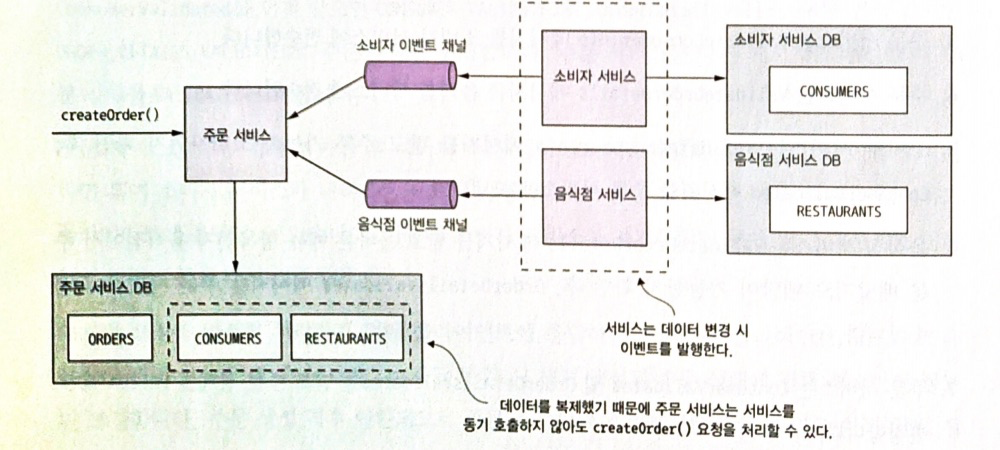 소비자 이벤트 채널
소비자 서비스
소비자 서비스 DB
CONSUMERS
createOrder()
주문 서비스
음식점 서비스 DB
음식점 서비스
RESTAURANTS
음식점 이벤트 채널
주문 서비스 DB
ORDERS
CONSUMERS
RESTAURANTS
서비스는 데이터 변경 시
이벤트를 발행한다.
데이터를 복제했기 때문에 주문 서비스는 서비스를
동기 호출하지 않아도 createOrder() 요청을 처리할 수 있다.